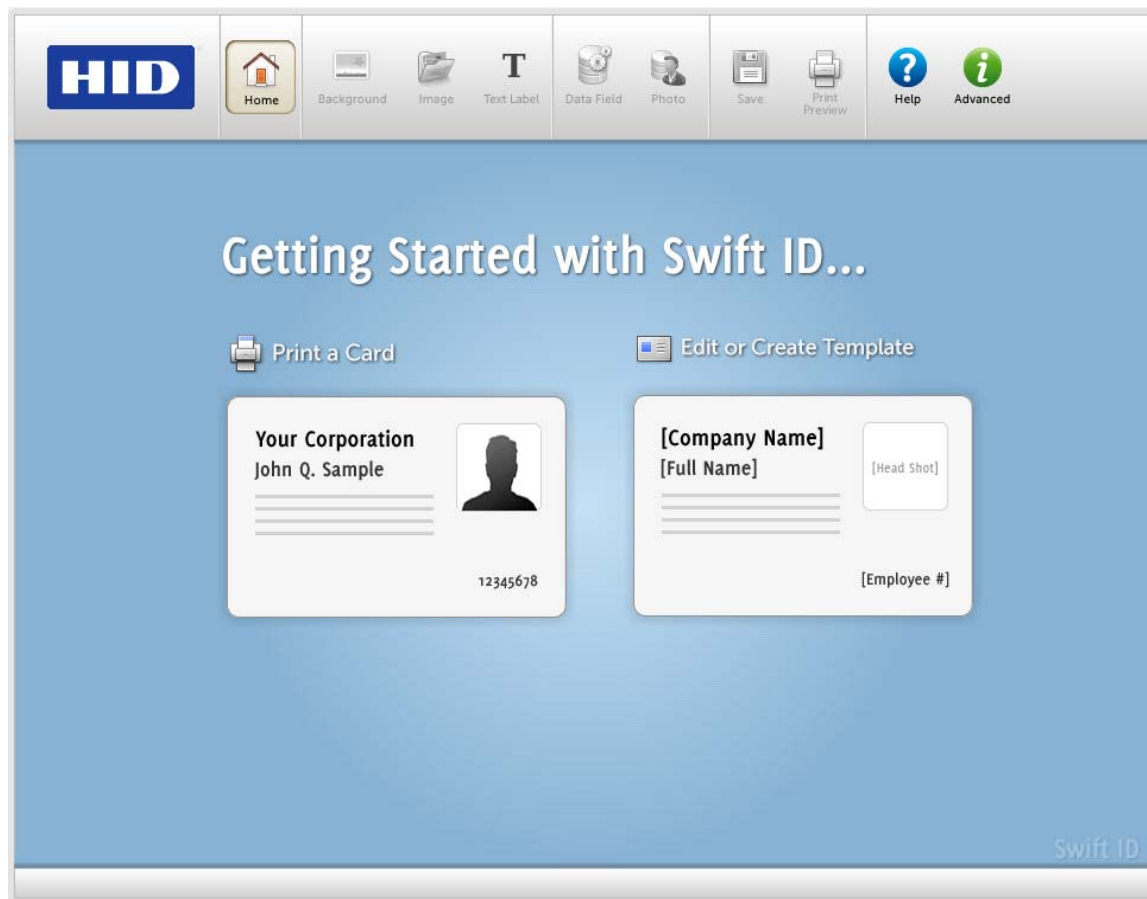 HID
Home
Background
Image
Text Label
Data Field
Photo
Save
Print
Preview
Help
Advanced
Getting Started with Swift ID...
Print a Card
Edit or Create Template
Your Corporation
John Q. Sample
12345678
[Company Name]
[Full Name]
[Head Shot]
[Employee #]
Swift ID